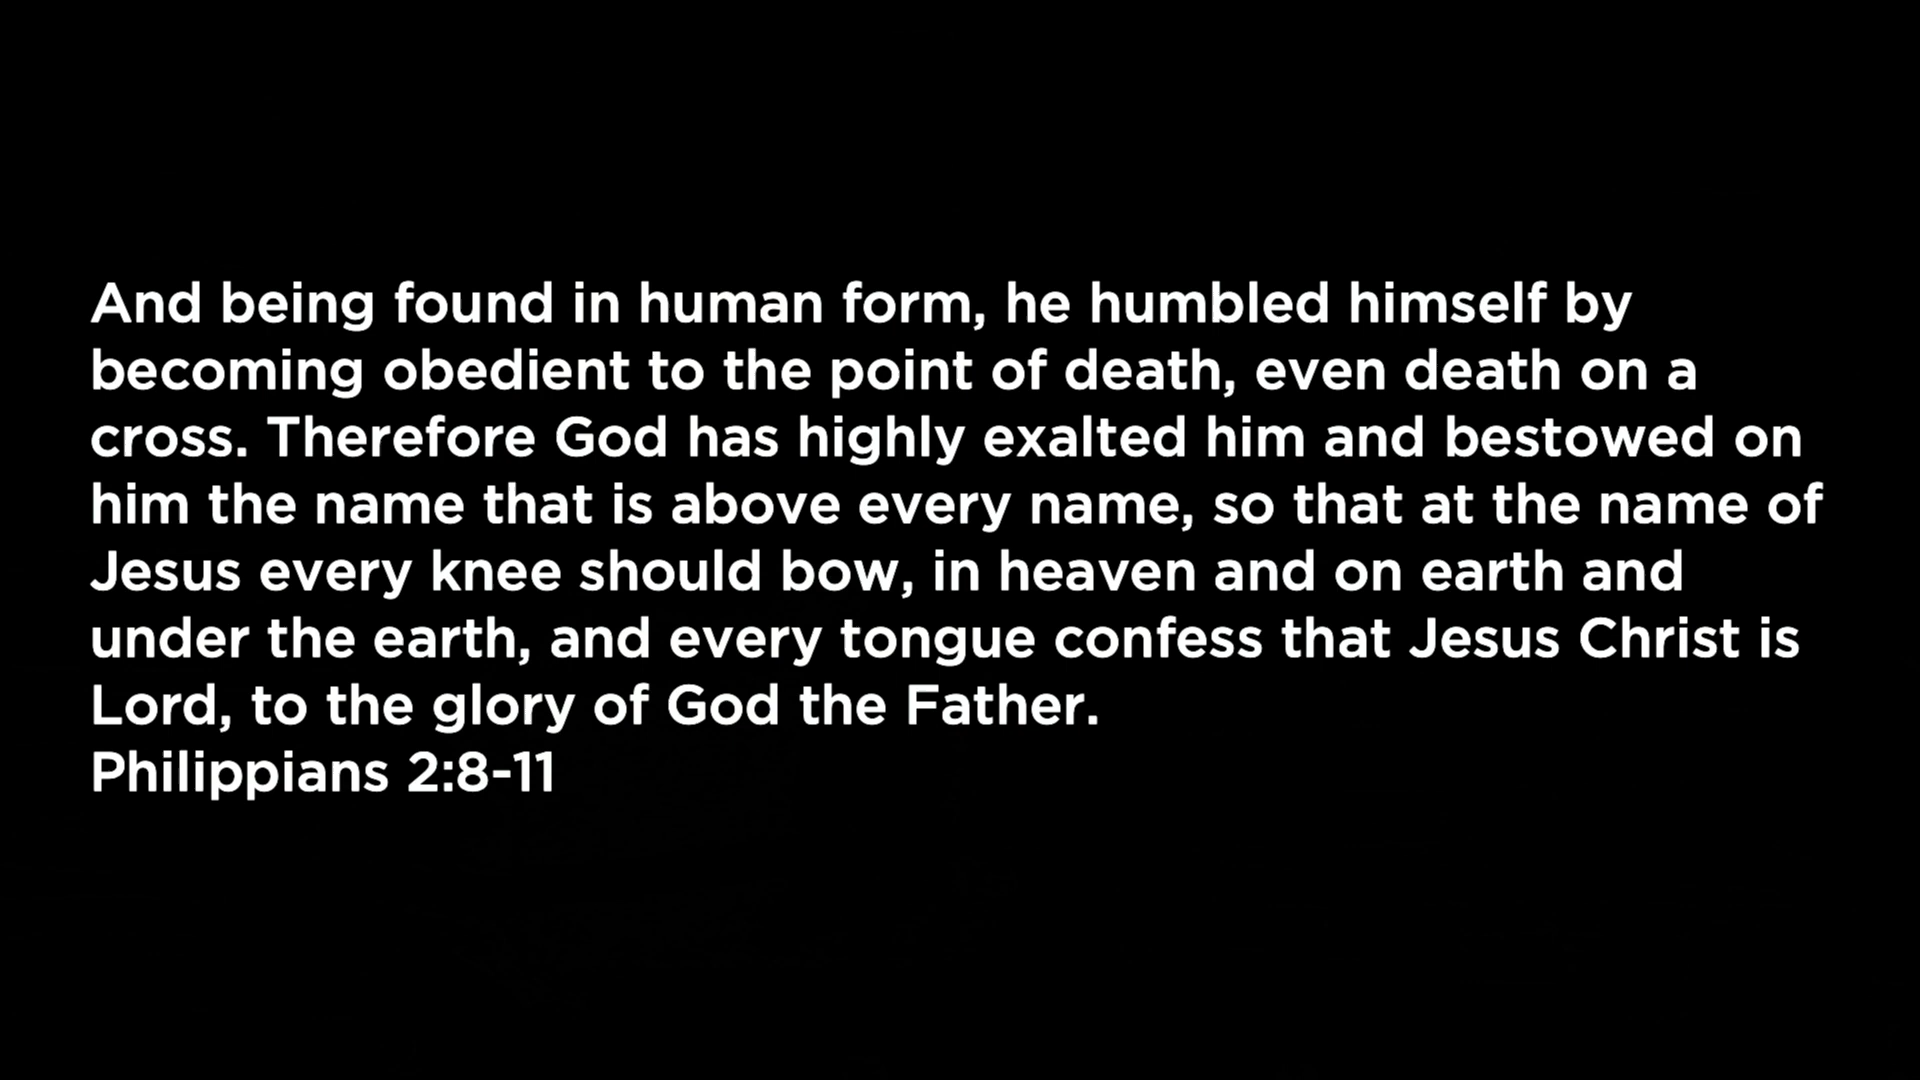 And being found in human form, he humbled himself by
becoming obedient to the point of death, even death on a
cross. Therefore God has highly exalted him and bestowed on
him the name that is above every name, so that at the name of
Jesus every knee should bow, in heaven and on earth and
under the earth, and every tongue confess that Jesus Christ is
Lord, to the glory of God the Father.
Philippians 2:8-11